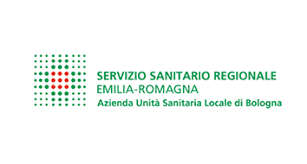 SERVIZIO SANITARIO REGIONALE
EMILIA-ROMAGNA
Azienda Unità Sanitaria Locale di Bologna